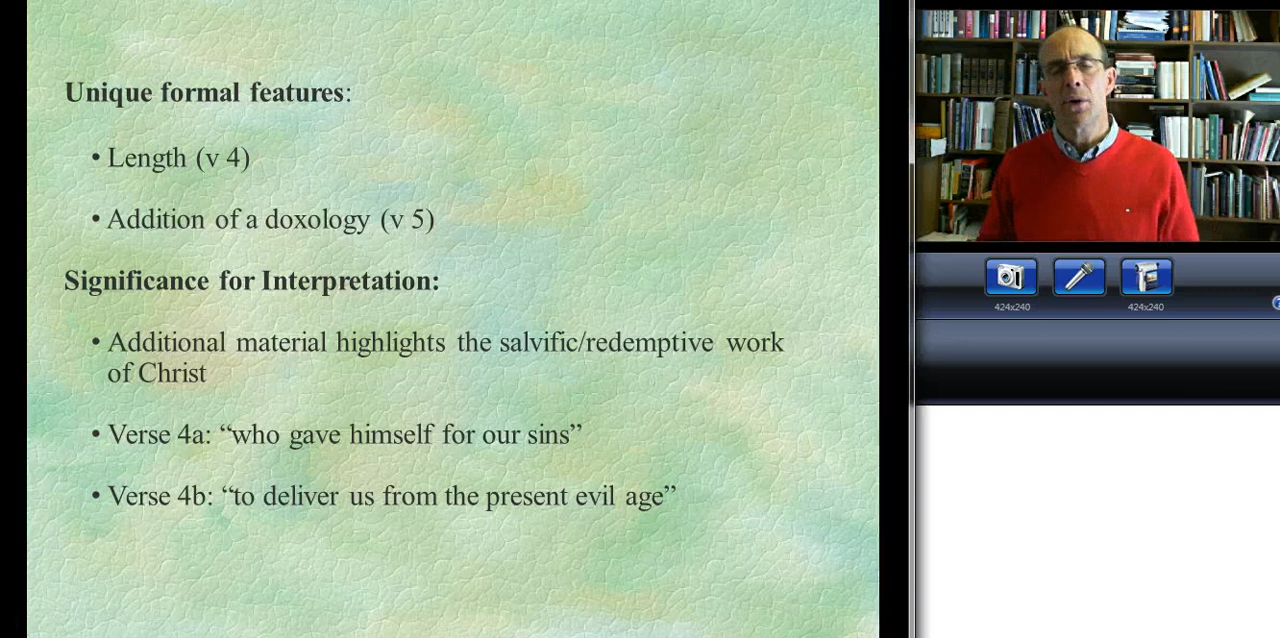 Unique formal features:
• Length (v 4)
• Addition of a doxology (v 5)
Significance for Interpretation:
• Additional material highlights the salvific/redemptive work
of Christ
• Verse 4a: “who gave himself for our sins”
• Verse 4b: “to deliver us from the present evil age”
424x240
424x240